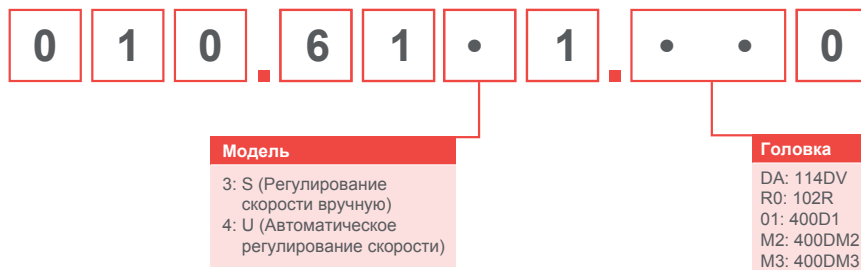 0 1 0 . 6 1 • 1 . • • 0
Модель
3: S (Регулирование
скорости вручную)
4: U (Автоматическое
регулирование скорости)
Головка
DA: 114DV
R0: 102R
01: 400D1
M2: 400DM2
M3: 400DM3